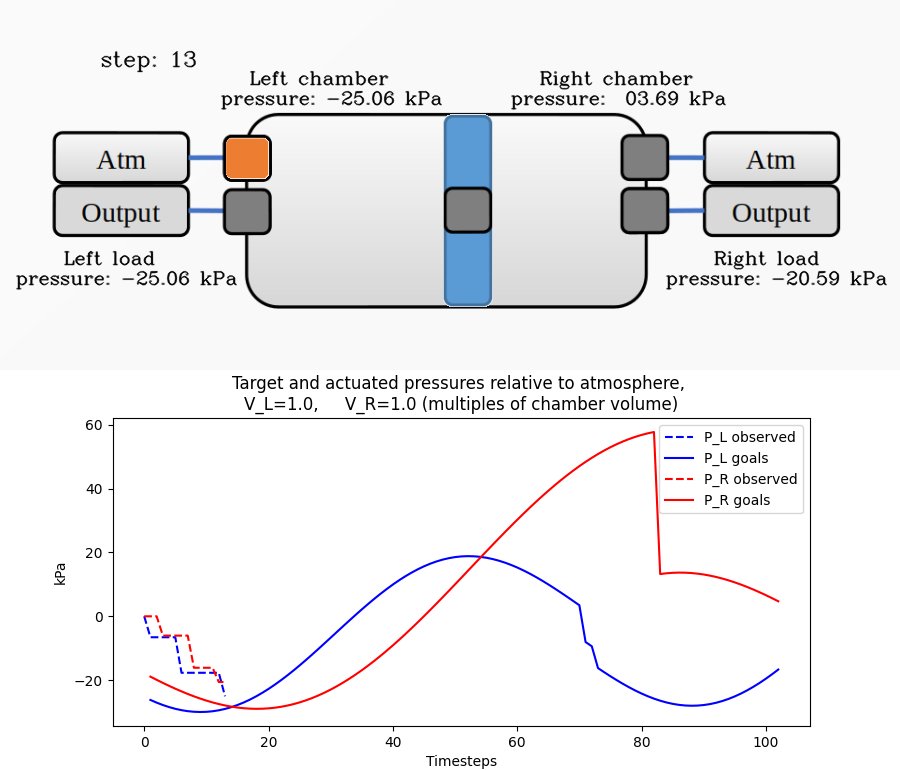 step: 13
Left chamber
pressure: −25.06 kPa
Right chamber
pressure: 03.69 kPa
Atm
Output
Atm
Output
Left load
pressure: −25.06 kPa
Right load
pressure: −20.59 kPa
Target and actuated pressures relative to atmosphere,
V_L=1.0, V_R=1.0 (multiples of chamber volume)
P_L observed
P_L goals
P_R observed
P_R goals
60
40
20
0
−20
kPa
0 20 40 60 80 100
Timesteps